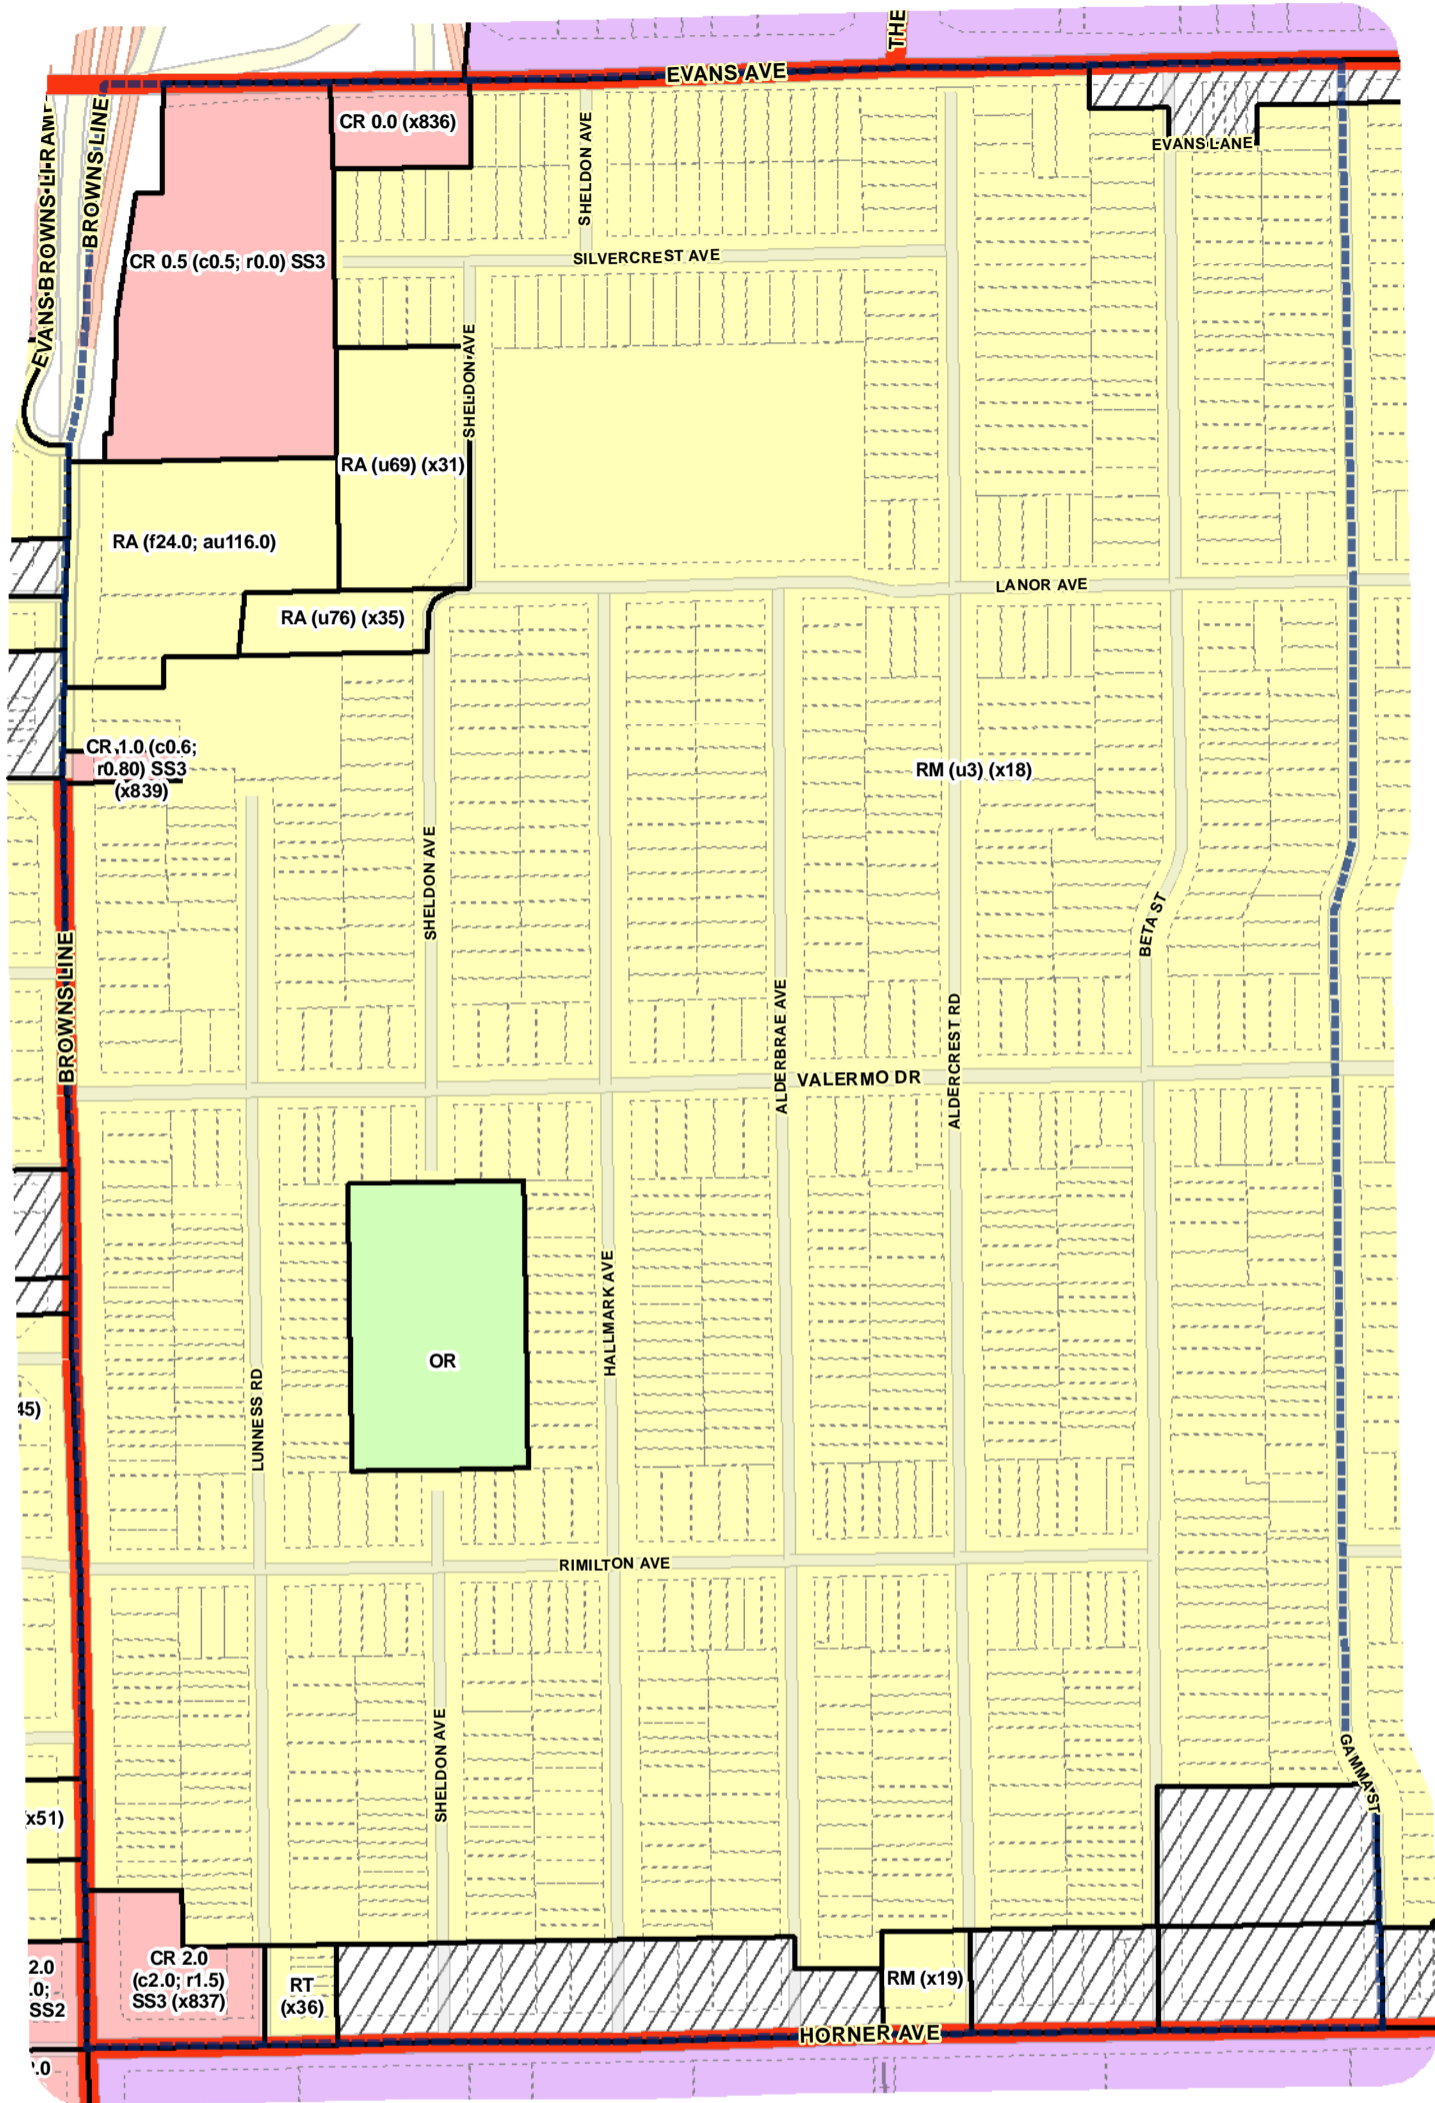 THE
EVANS AVE
EVANS BROWNS LI RAMP
BROWNS LINE
CR 0.0 (x836)
SHELDON AVE
EVANS LANE
CR 0.5 (c0.5; r0.0) SS3
SILVERCREST AVE
SHELDON AVE
RA (u69) (x31)
RA (f24.0; au116.0)
LANOR AVE
RA (u76) (x35)
CR 1.0 (c0.6;
r0.80) SS3
(x839)
RM (u3) (x18)
SHELDON AVE
BETA ST
BROWNS LINE
ALDERBRAE AVE
ALDERCREST RD
VALERMO DR
HALLMARK AVE
OR
LUNNESS RD
45)
RIMILTON AVE
SHELDON AVE
GAMMA ST
x51)
CR 2.0
(c2.0; r1.5)
SS3 (x837)
2.0
.0;
SS2
RT
(x36)
RM (x19)
HORNER AVE
.0